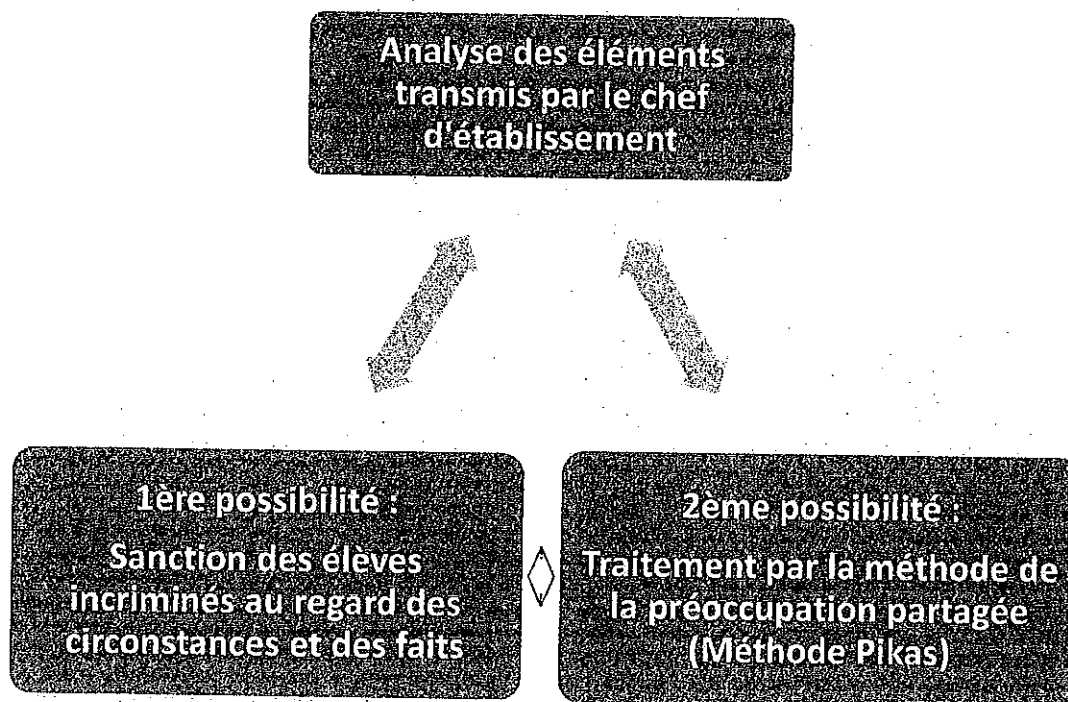 Analyse des éléments
transmis par le chef
d'établissement
1ère possibilité :
Sanction des élèves
incriminés au regard des
circonstances et des faits
2ème possibilité :
Traitement par la méthode de
la préoccupation partagée
(Méthode Pikas)